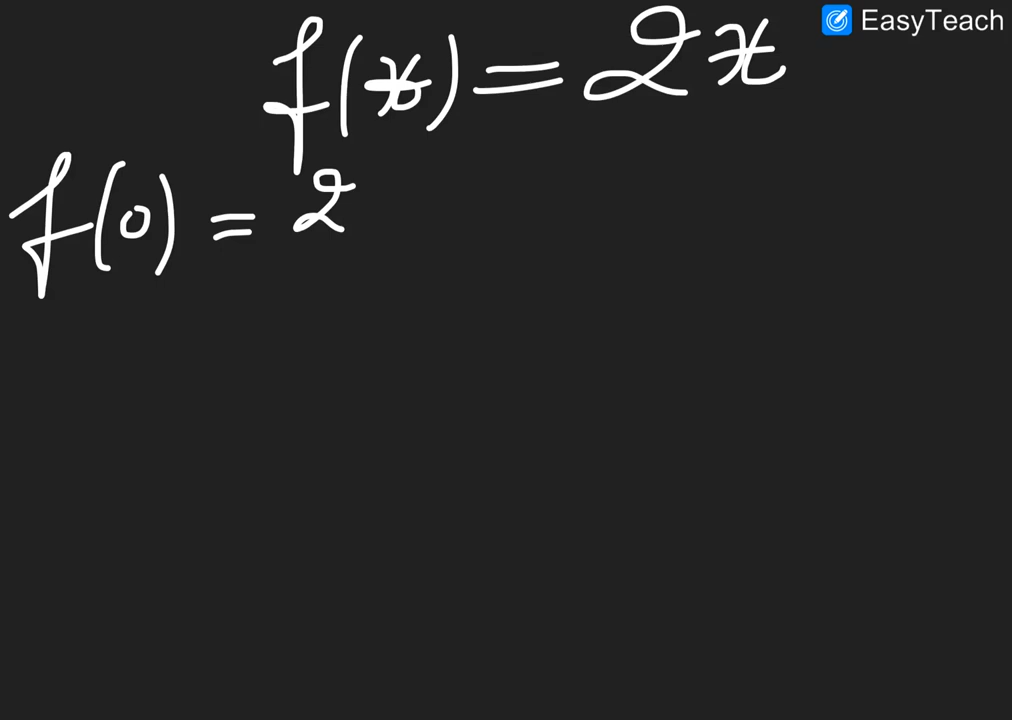 EasyTeach
f(x) = 2x
f(0) = 2